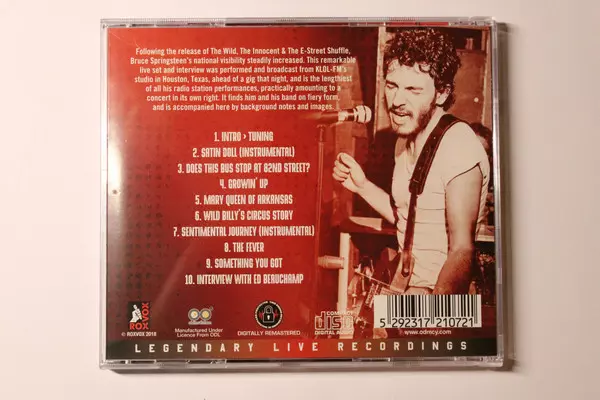 Following the release of The Wild, The Innocent & The E-Street Shuffle,
Bruce Springsteen's national visibility steadily increased. This remarkable
live set and interview was performed and broadcast from KLOL-FM's
studio in Houston, Texas, ahead of a gig that night, and is the lengthiest
of all his radio station performances, practically amounting to a
concert in its own right. It finds him and his band on fiery form,
and is accompanied here by background notes and images.
1. INTRO > TUNING
2. SATIN DOLL (INSTRUMENTAL)
3. DOES THIS BUS STOP AT 82ND STREET?
4. GROWIN' UP
5. MARY QUEEN OF ARKANSAS
6. WILD BILLY'S CIRCUS STORY
7. SENTIMENTAL JOURNEY (INSTRUMENTAL)
8. THE FEVER
9. SOMETHING YOU GOT
10. INTERVIEW WITH ED BEAUCHAMP
ROX VOX
© ROXVOX 2018
Manufactured Under
Licence From ODL
DIGITALLY REMASTERED
COMPACT
disc
DIGITAL AUDIO
5 292317 210721
www.odmcy.com
LEGENDARY LIVE RECORDINGS